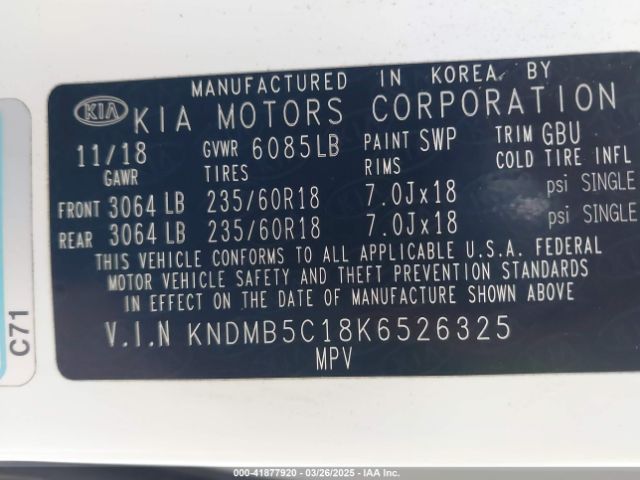 MANUFACTURED IN KOREA BY
KIA KIA MOTORS CORPORATION
11/18 GVWR 6085LB PAINT SWP TRIM GBU
GAWR TIRES RIMS COLD TIRE INFL
FRONT 3064 LB 235/60R18 7.0Jx18 psi SINGLE
REAR 3064 LB 235/60R18 7.0Jx18 psi SINGLE
THIS VEHICLE CONFORMS TO ALL APPLICABLE U.S.A. FEDERAL
MOTOR VEHICLE SAFETY AND THEFT PREVENTION STANDARDS
IN EFFECT ON THE DATE OF MANUFACTURE SHOWN ABOVE
V.I.N KNDMB5C18K6526325
MPV
C71
000-41877920 - 03/26/2025 - IAAI.COM